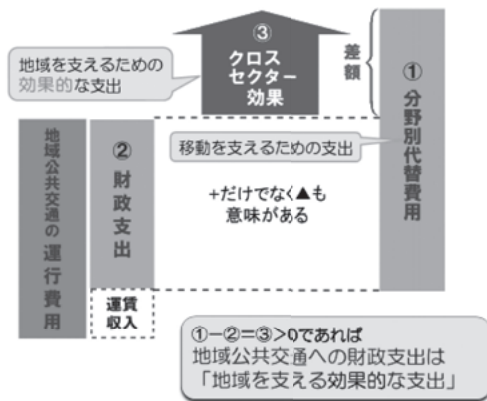 地域を支えるための
効果的な支出
③
クロス
セクター
効果
差額
①
分野別代替費用
移動を支えるための支出
地域公共交通の運行費用
②
財政支出
+だけでなく▲も
意味がある
運賃
収入
①−②=③>0であれば
地域公共交通への財政支出は
「地域を支える効果的な支出」